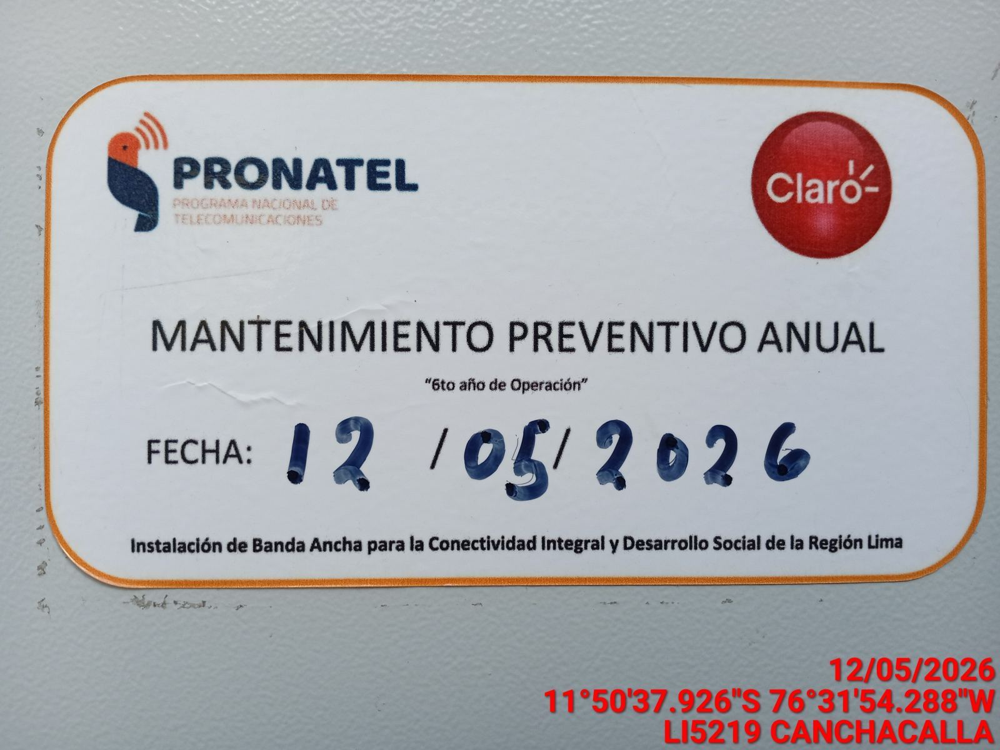 PRONATEL
PROGRAMA NACIONAL DE
TELECOMUNICACIONES
Claro
MANTENIMIENTO PREVENTIVO ANUAL
“6to año de Operación”
FECHA: 12 / 05 / 2026
Instalación de Banda Ancha para la Conectividad Integral y Desarrollo Social de la Región Lima
12/05/2026
11°50'37.926"S 76°31'54.288"W
LI5219 CANCHACALLA